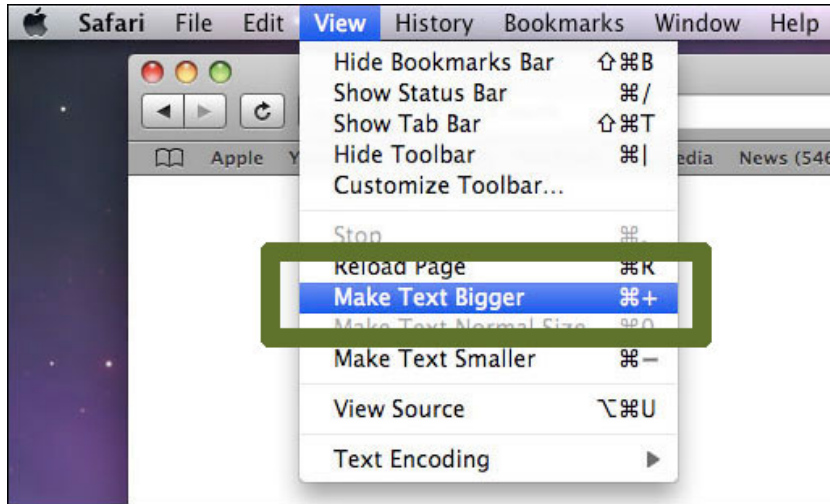 Safari File Edit View History Bookmarks Window Help
Hide Bookmarks Bar ⇧⌘B
Show Status Bar ⌘/
Show Tab Bar ⇧⌘T
Hide Toolbar ⌘|
Customize Toolbar...
Apple Y edia News (546
Stop ⌘.
Reload Page ⌘R
Make Text Bigger ⌘+
Make Text Normal Size ⌘0
Make Text Smaller ⌘−
View Source ⌥⌘U
Text Encoding ▶